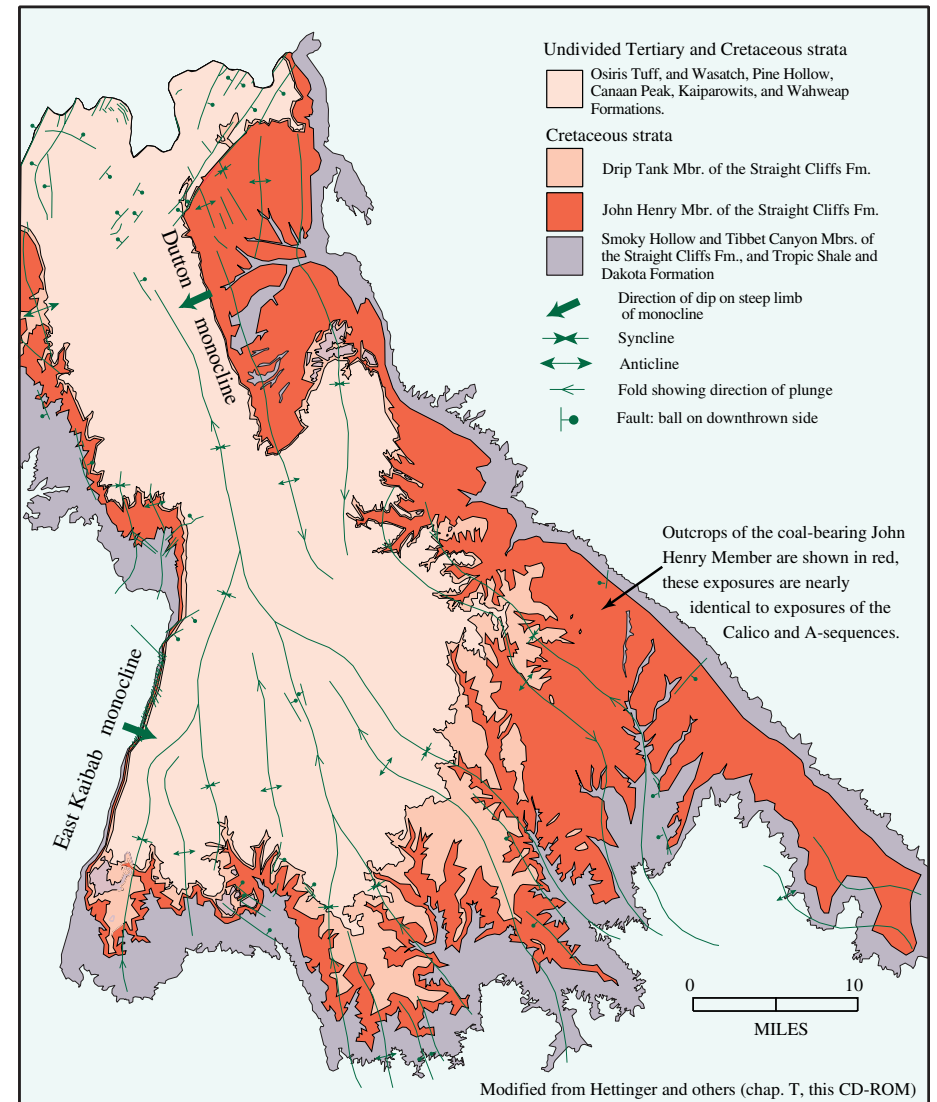 Undivided Tertiary and Cretaceous strata
Osiris Tuff, and Wasatch, Pine Hollow,
Canaan Peak, Kaiparowits, and Wahweap
Formations.
Cretaceous strata
Drip Tank Mbr. of the Straight Cliffs Fm.
John Henry Mbr. of the Straight Cliffs Fm.
Smoky Hollow and Tibbet Canyon Mbrs. of
the Straight Cliffs Fm., and Tropic Shale and
Dakota Formation
Direction of dip on steep limb
of monocline
Syncline
Anticline
Fold showing direction of plunge
Fault: ball on downthrown side
Dutton monocline
Outcrops of the coal-bearing John
Henry Member are shown in red,
these exposures are nearly
identical to exposures of the
Calico and A-sequences.
East Kaibab monocline
0 10
MILES
Modified from Hettinger and others (chap. T, this CD-ROM)